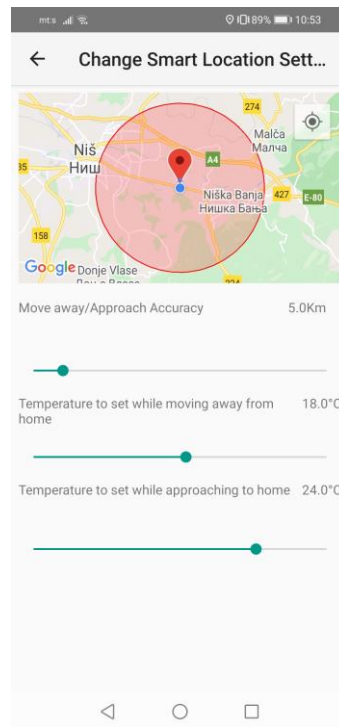 mt:s 89% 10:53
Change Smart Location Sett...
274
Malča
Малча
Niš
Ниш
A4
35
Niška Banja
Нишка Бања
427
E-80
158
Google
Donje Vlase
224
Move away/Approach Accuracy 5.0Km
Temperature to set while moving away from 18.0°C
home
Temperature to set while approaching to home 24.0°C